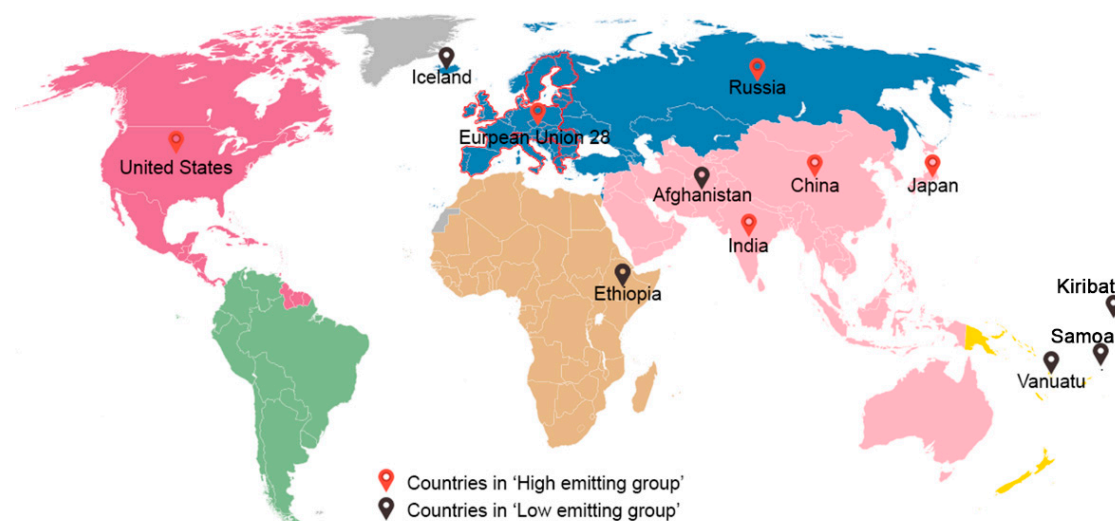 Iceland
Russia
Eurpean Union 28
United States
Afghanistan
China
Japan
India
Ethiopia
Kiribat
Samoa
Vanuatu
Countries in ‘High emitting group’
Countries in ‘Low emitting group’